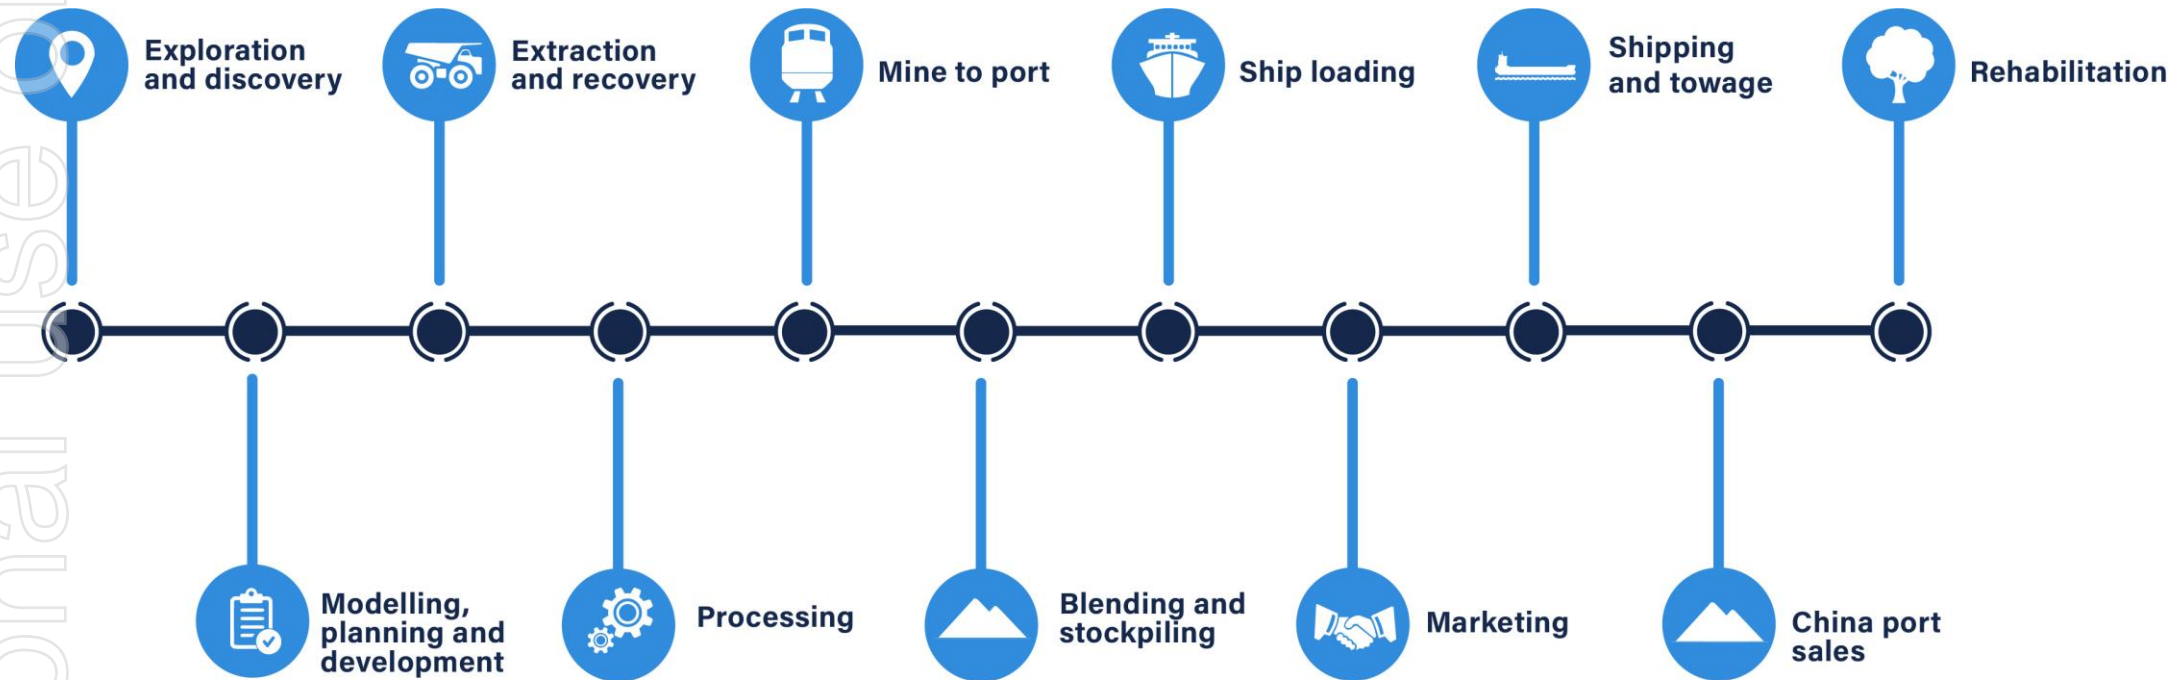 Exploration
and discovery
Extraction
and recovery
Mine to port
Ship loading
Shipping
and towage
Rehabilitation
Modelling,
planning and
development
Processing
Blending and
stockpiling
Marketing
China port
sales